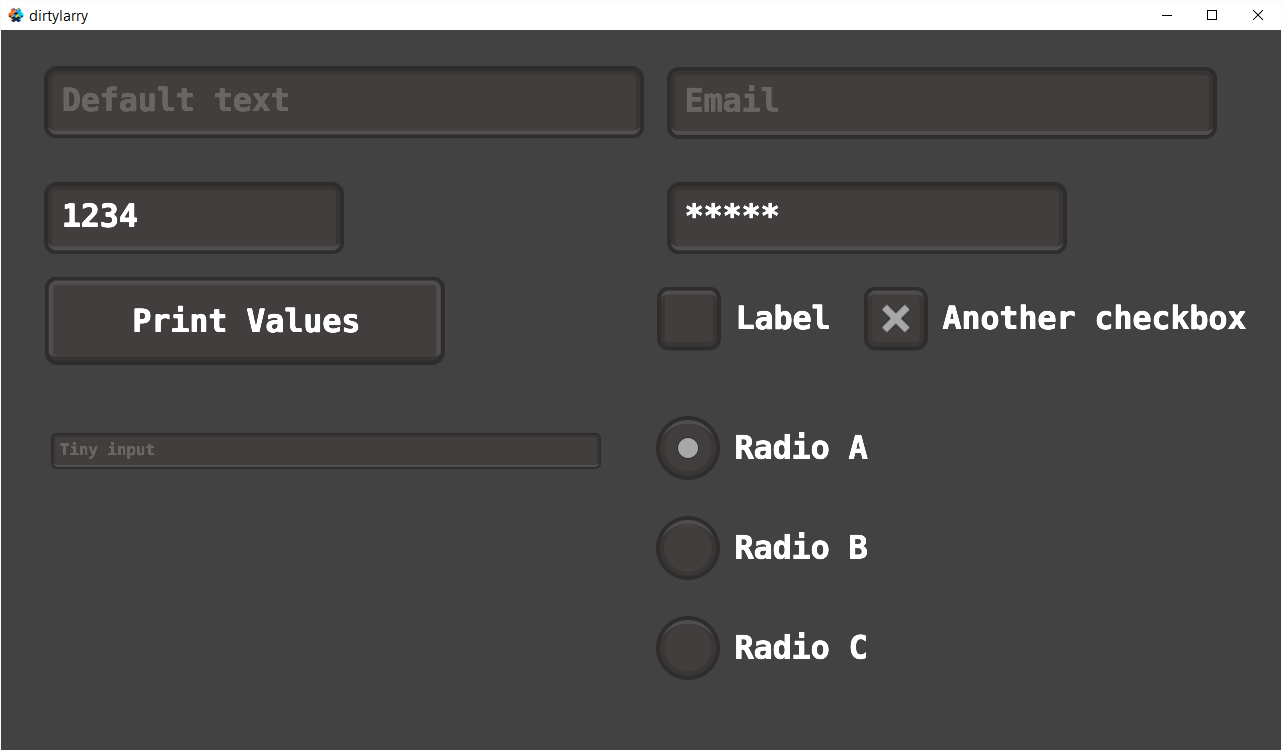 dirtylarry
Default text
Email
1234
*****
Print Values
Label
Another checkbox
Tiny input
Radio A
Radio B
Radio C